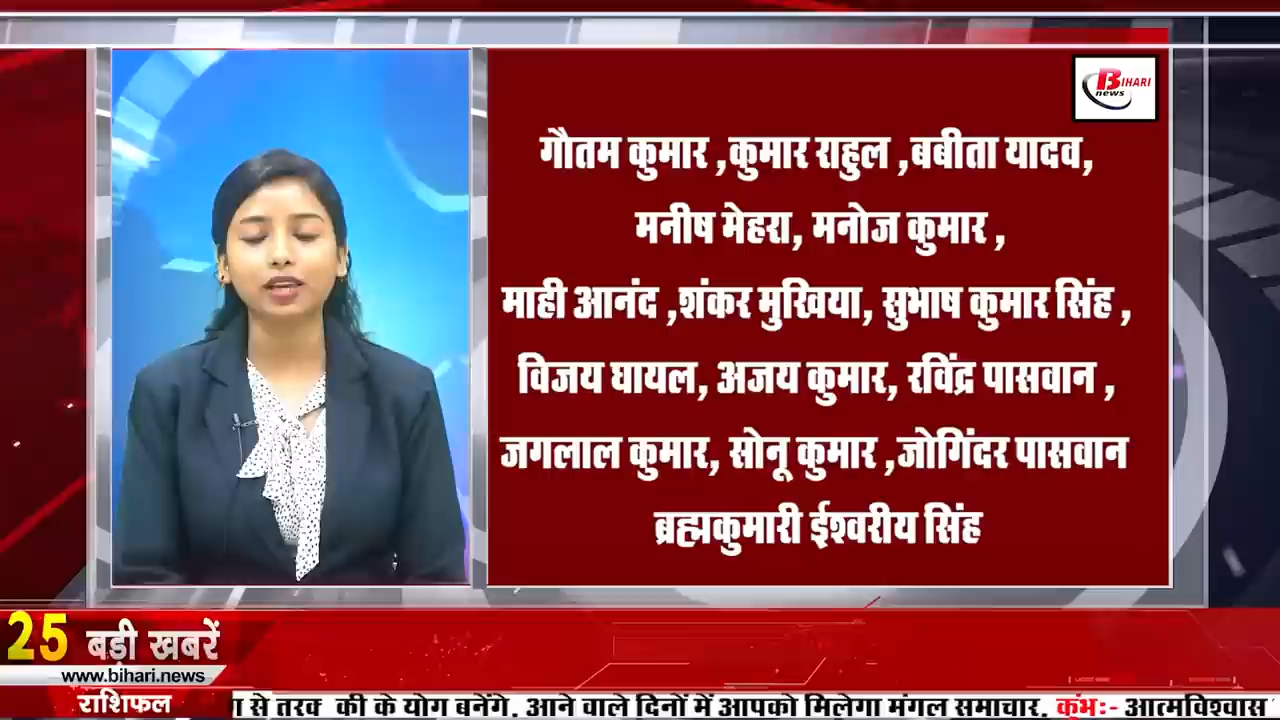 BIHARI
news
गौतम कुमार ,कुमार राहुल ,बबीता यादव,
मनीष मेहरा, मनोज कुमार ,
माही आनंद ,शंकर मुखिया, सुभाष कुमार सिंह ,
विजय घायल, अजय कुमार, रविंद्र पासवान ,
जगलाल कुमार, सोनू कुमार ,जोगिंदर पासवान
ब्रह्मकुमारी ईश्वरीय सिंह
25 बड़ी खबरें
www.bihari.news
राशिफल
से तरक्की के योग बनेंगे. आने वाले दिनों में आपको मिलेगा मंगल समाचार. कुंभ:- आत्मविश्वास